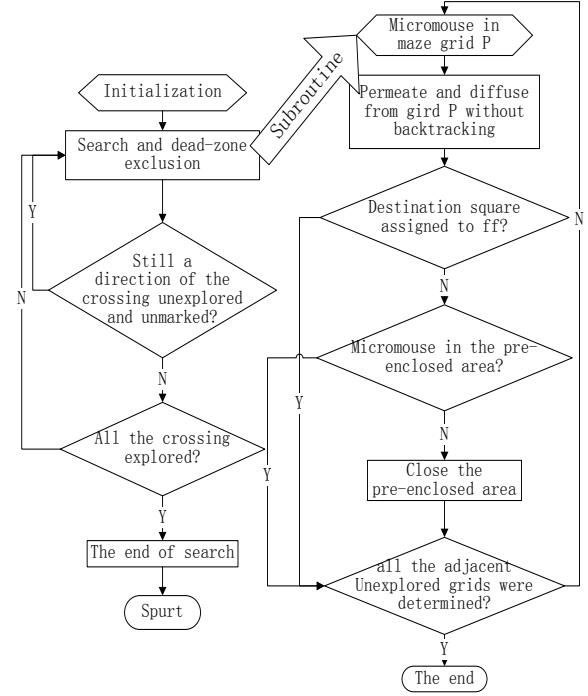 Initialization
Search and dead-zone
exclusion
Y
N
Still a
direction of the
crossing unexplored
and unmarked?
N
All the crossing
explored?
Y
The end of search
Spurt
Subroutine
Micromouse in
maze grid P
Permeate and diffuse
from gird P without
backtracking
Destination square
assigned to ff?
N
N
Micromouse in the pre-
enclosed area?
Y
N
Y
Close the
pre-enclosed area
all the adjacent
Unexplored grids were
determined?
Y
The end